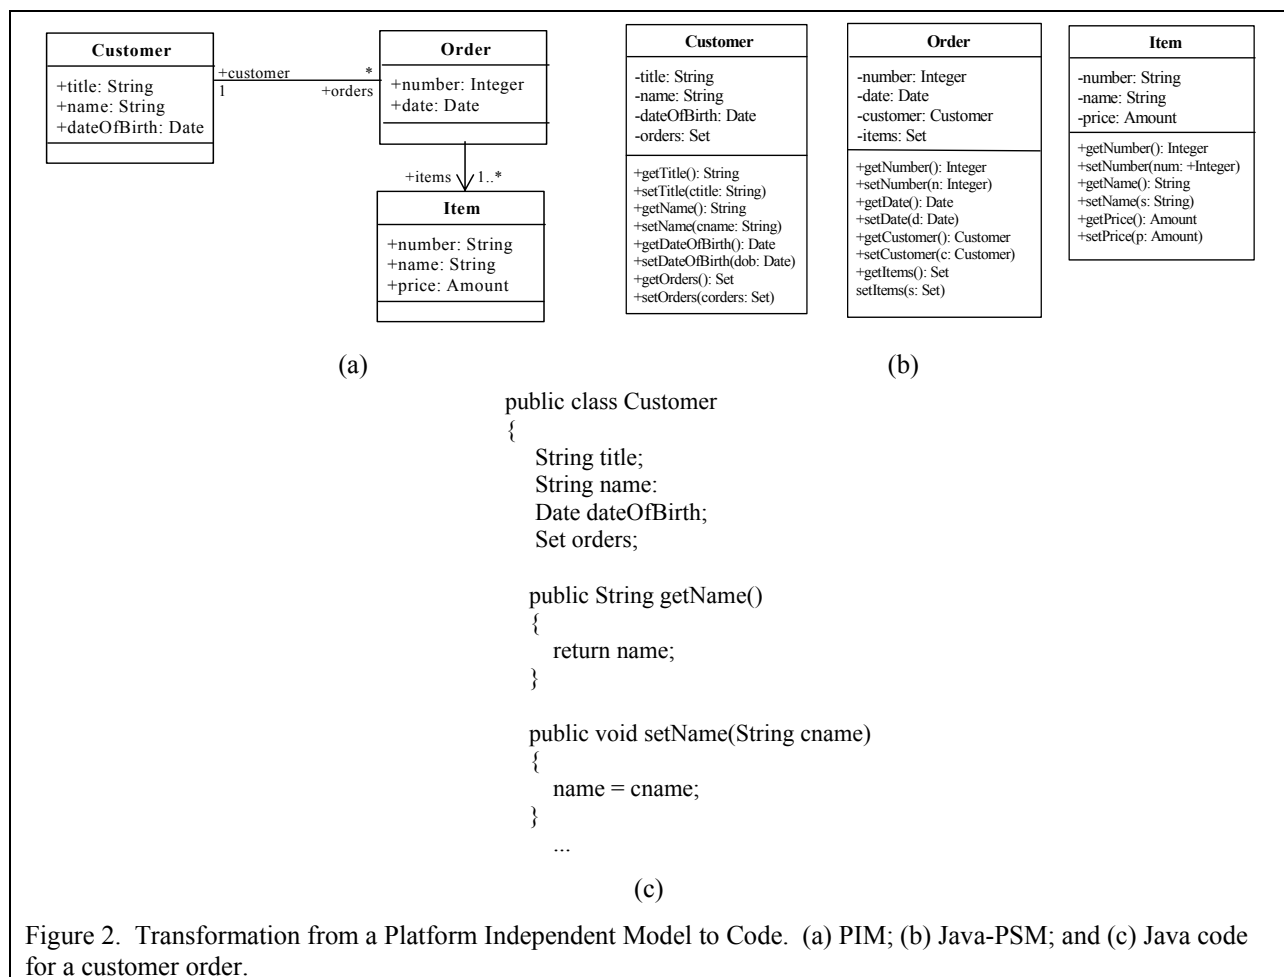 Customer
+title: String
+name: String
+dateOfBirth: Date
+customer
1
*
+orders
Order
+number: Integer
+date: Date
+items
1..*
Item
+number: String
+name: String
+price: Amount
(a)
Customer
-title: String
-name: String
-dateOfBirth: Date
-orders: Set
+getTitle(): String
+setTitle(ctitle: String)
+getName(): String
+setName(cname: String)
+getDateOfBirth(): Date
+setDateOfBirth(dob: Date)
+getOrders(): Set
+setOrders(corders: Set)
Order
-number: Integer
-date: Date
-customer: Customer
-items: Set
+getNumber(): Integer
+setNumber(n: Integer)
+getDate(): Date
+setDate(d: Date)
+getCustomer(): Customer
+setCustomer(c: Customer)
+getItems(): Set
setItems(s: Set)
Item
-number: String
-name: String
-price: Amount
+getNumber(): Integer
+setNumber(num: +Integer)
+getName(): String
+setName(s: String)
+getPrice(): Amount
+setPrice(p: Amount)
(b)
public class Customer
{
String title;
String name:
Date dateOfBirth;
Set orders;
public String getName()
{
return name;
}
public void setName(String cname)
{
name = cname;
}
...
(c)
Figure 2. Transformation from a Platform Independent Model to Code. (a) PIM; (b) Java-PSM; and (c) Java code
for a customer order.